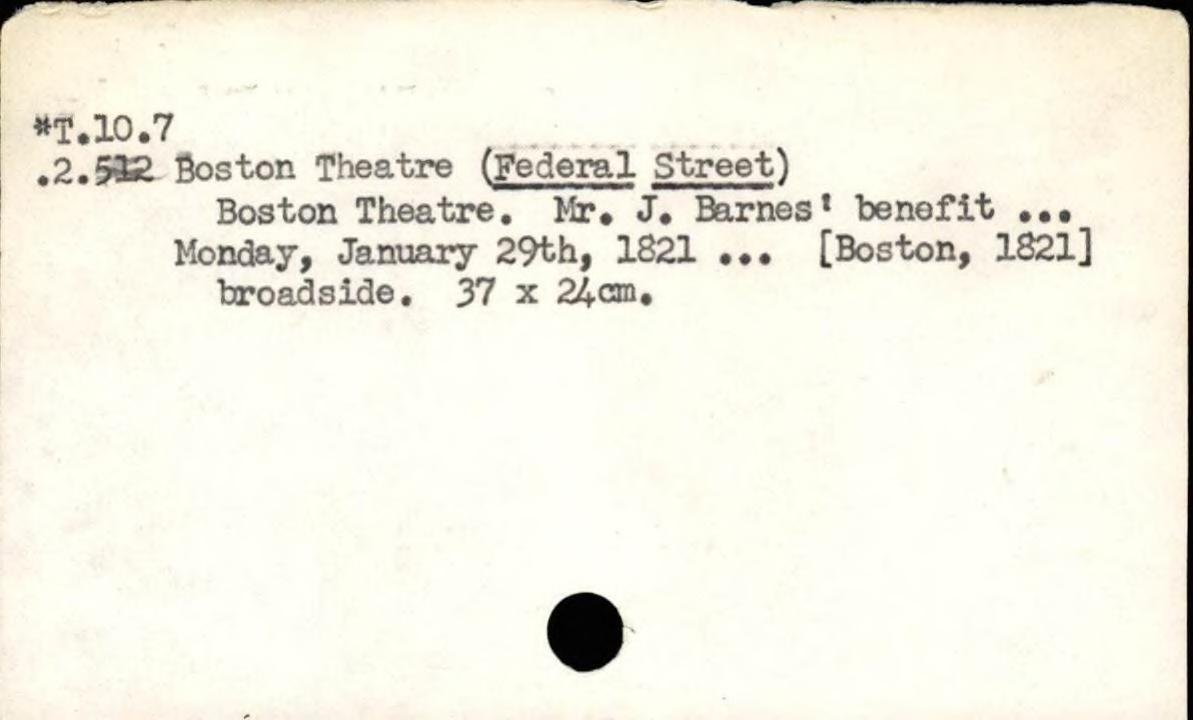 *T.10.7
.2.512 Boston Theatre (Federal Street)
Boston Theatre. Mr. J. Barnes' benefit ...
Monday, January 29th, 1821 ... [Boston, 1821]
broadside. 37 x 24cm.